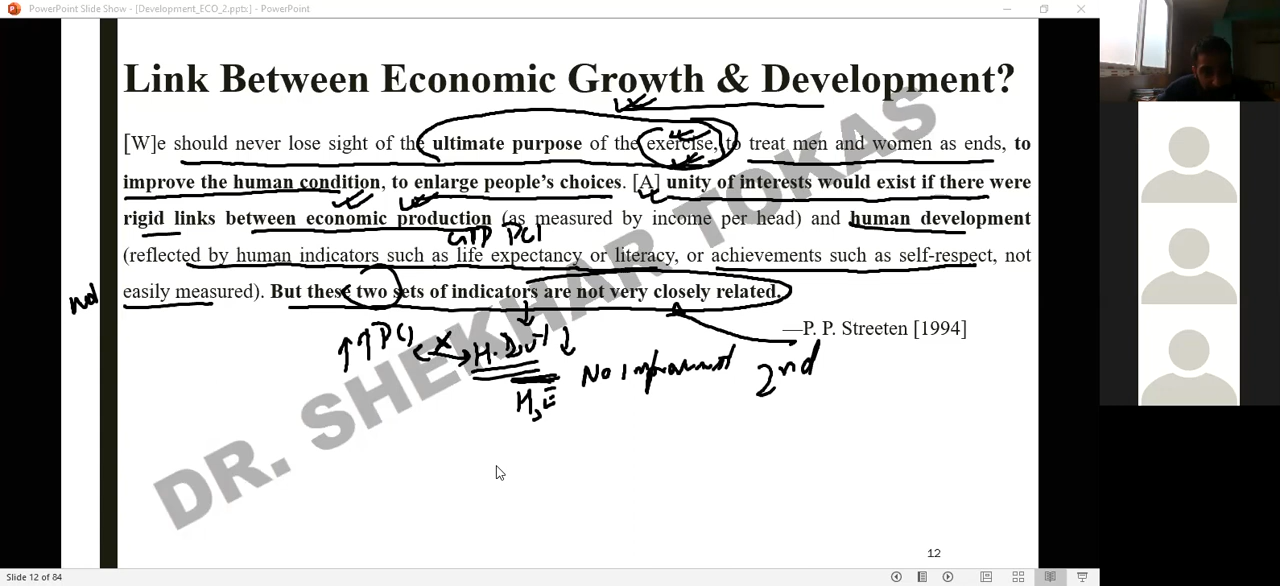 PowerPoint Slide Show - [Development_ECO_2.pptx] - PowerPoint
Link Between Economic Growth & Development?
[W]e should never lose sight of the ultimate purpose of the exercise, to treat men and women as ends, to
improve the human condition, to enlarge people's choices. [A] unity of interests would exist if there were
rigid links between economic production (as measured by income per head) and human development
PCI
(reflected by human indicators such as life expectancy or literacy, or achievements such as self-respect, not
easily measured). But these two sets of indicators are not very closely related.
—P. P. Streeten [1994]
PCI
No
2nd
H, E
DR. SHEKHAR TOKAS
12
Slide 12 of 84